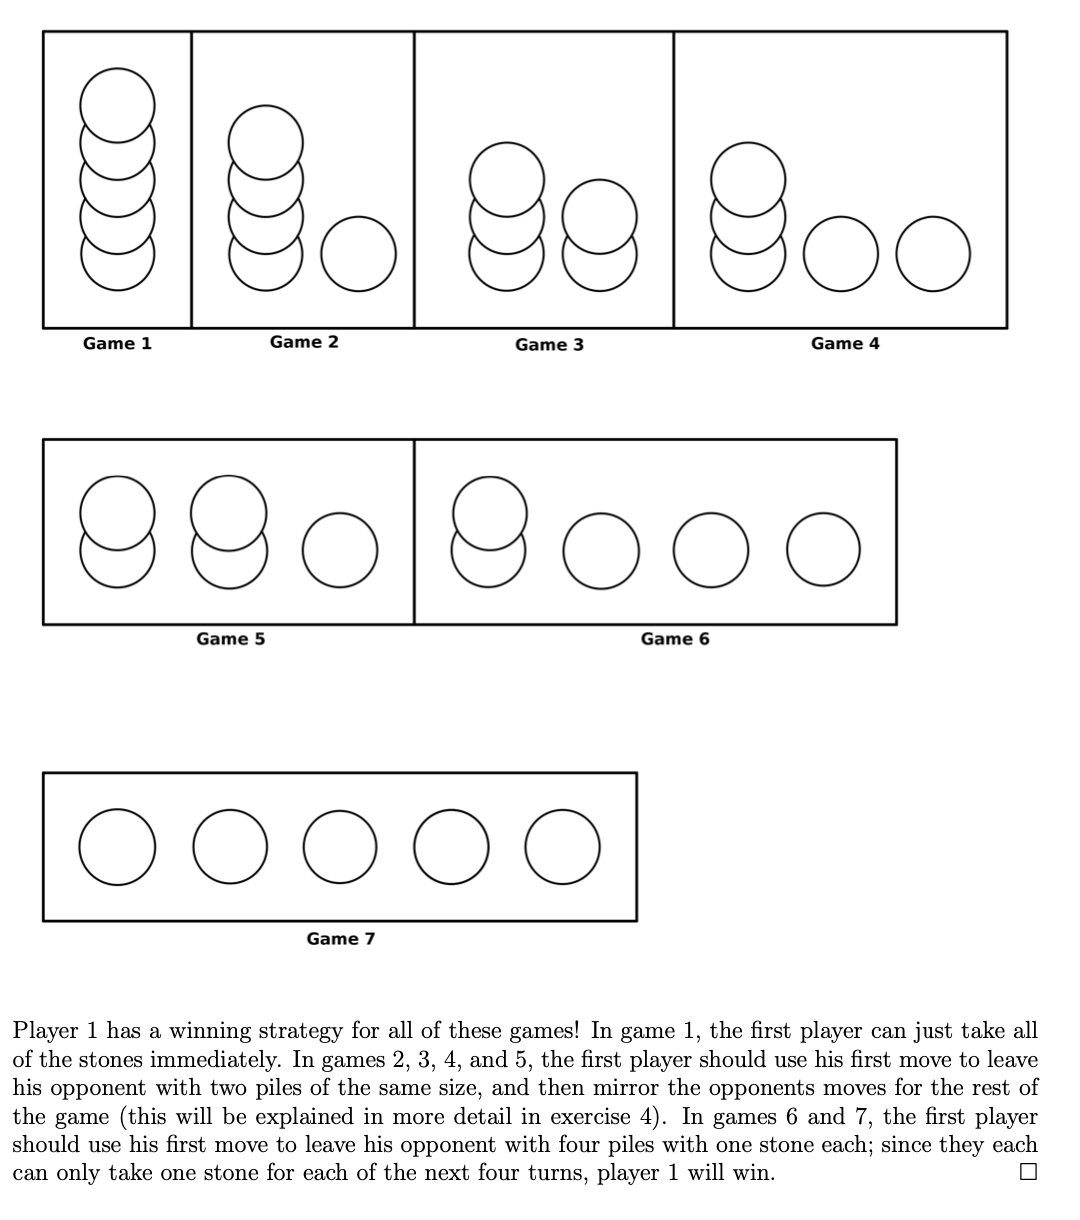 Game 1
Game 2
Game 3
Game 4
Game 5
Game 6
Game 7
Player 1 has a winning strategy for all of these games! In game 1, the first player can just take all
of the stones immediately. In games 2, 3, 4, and 5, the first player should use his first move to leave
his opponent with two piles of the same size, and then mirror the opponents moves for the rest of
the game (this will be explained in more detail in exercise 4). In games 6 and 7, the first player
should use his first move to leave his opponent with four piles with one stone each; since they each
can only take one stone for each of the next four turns, player 1 will win. □